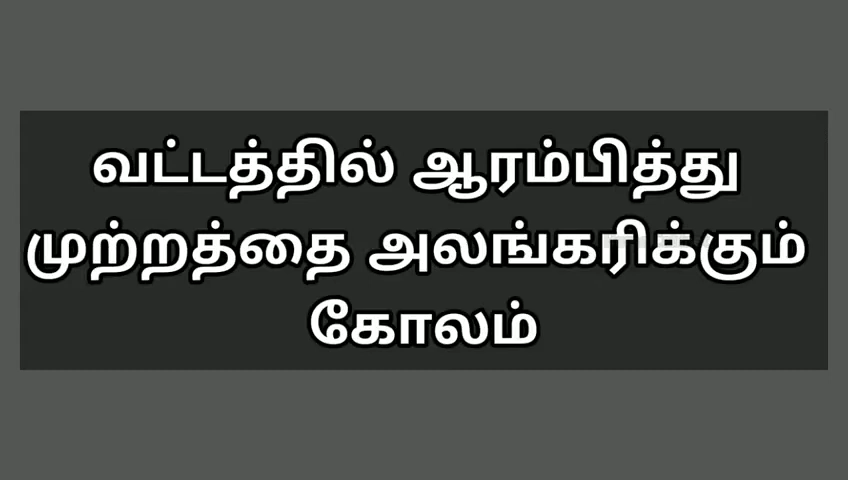 வட்டத்தில் ஆரம்பித்து
முற்றத்தை அலங்கரிக்கும்
கோலம்